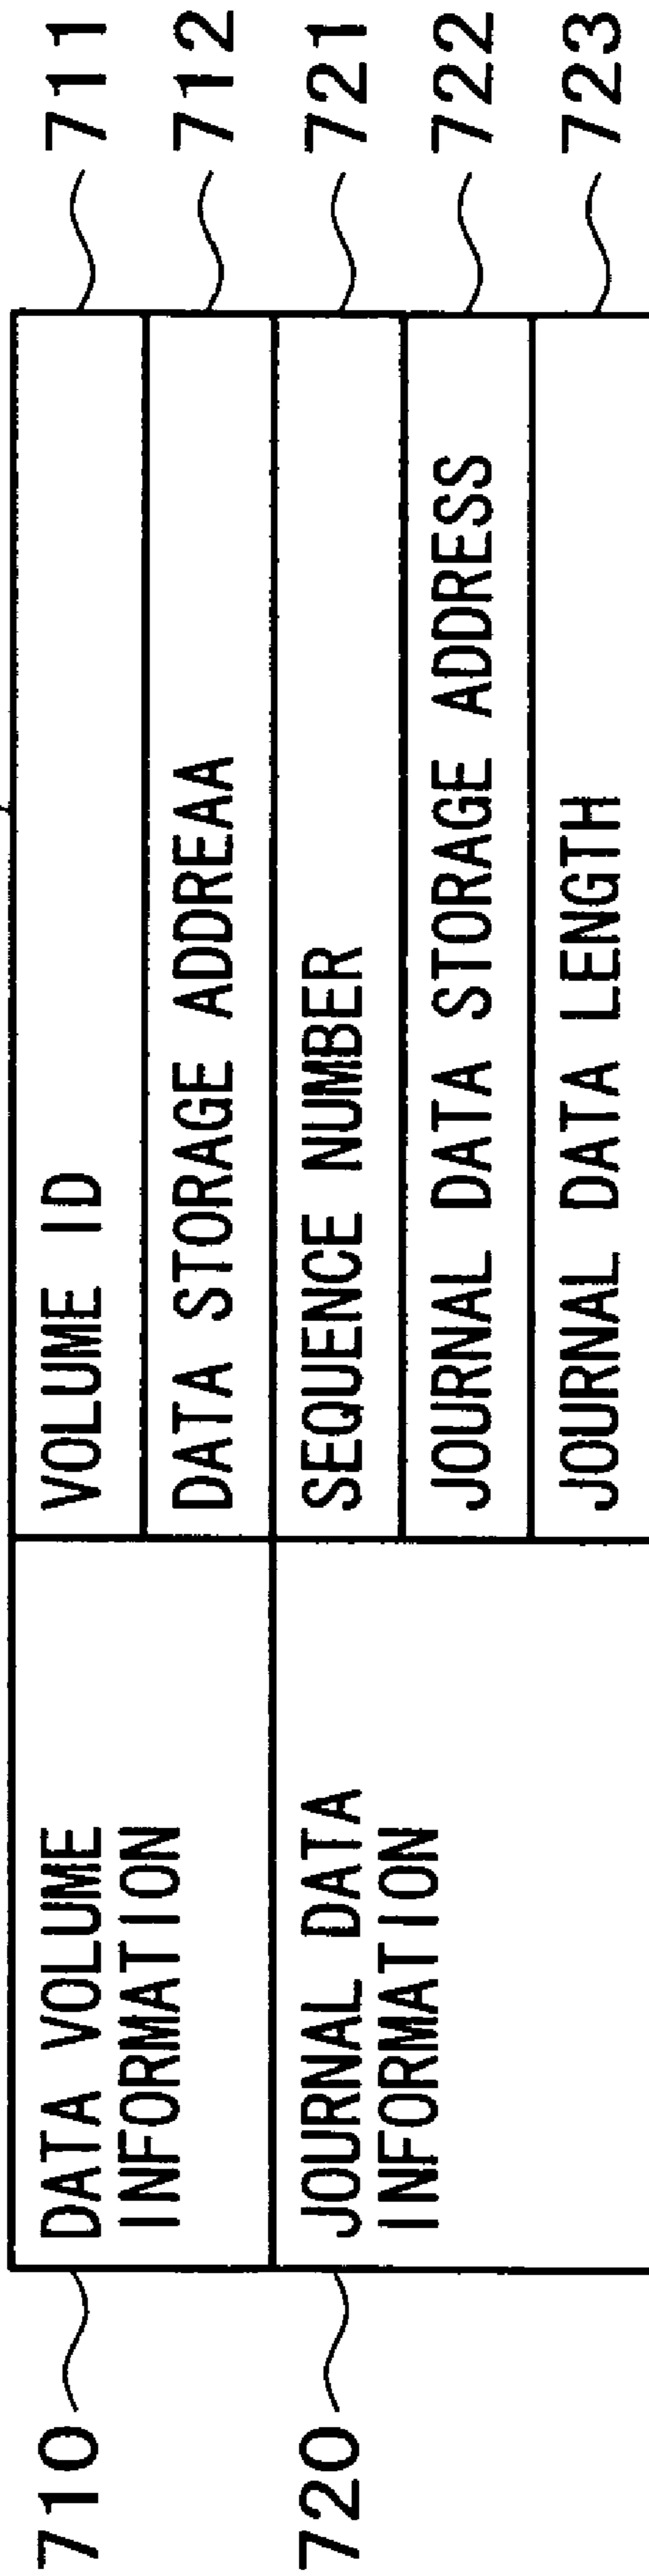 710
DATA VOLUME
INFORMATION
VOLUME ID
711
DATA STORAGE ADDREAA
712
720
JOURNAL DATA
INFORMATION
SEQUENCE NUMBER
721
JOURNAL DATA STORAGE ADDRESS
722
JOURNAL DATA LENGTH
723